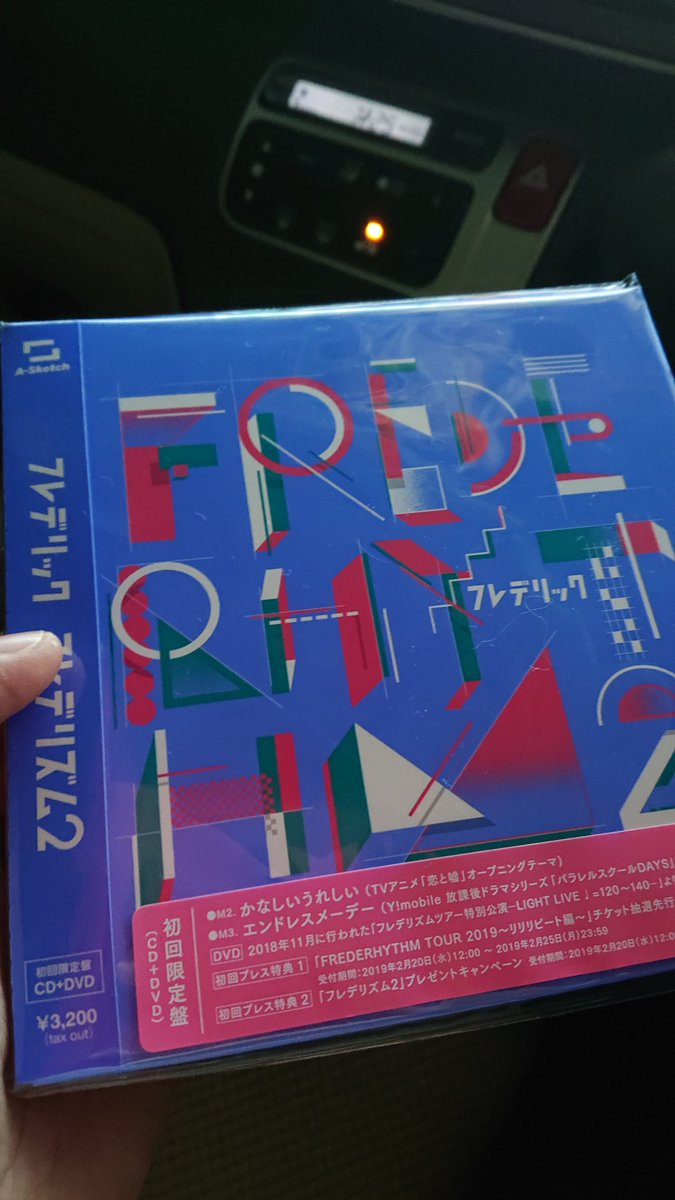 A-Sketch
フレデリック フレデリズム2
初回限定盤
CD+DVD
¥3,200
(tax out)
FREDE
RHYT
HM2
フレデリック
初回限定盤
(CD+DVD)
●M2. かなしいうれしい (TVアニメ「恋と嘘」オープニングテーマ)
●M3. エンドレスメーデー (Y!mobile 放課後ドラマシリーズ「パラレルスクールDAYS」
DVD 2018年11月に行われた「フレデリズムツアー特別公演-LIGHT LIVE♩=120~140-」よ
初回プレス特典 1 「FREDERHYTHM TOUR 2019~リリリピート編~」チケット抽選先行
受付期間:2019年2月20日(水)12:00 ~ 2019年2月25日(月)23:59
初回プレス特典 2 「フレデリズム2」プレゼントキャンペーン 受付期間:2019年2月20日(水)12:0